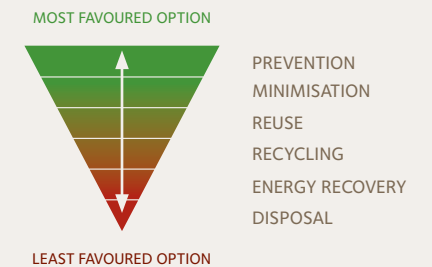 MOST FAVOURED OPTION
PREVENTION
MINIMISATION
REUSE
RECYCLING
ENERGY RECOVERY
DISPOSAL
LEAST FAVOURED OPTION